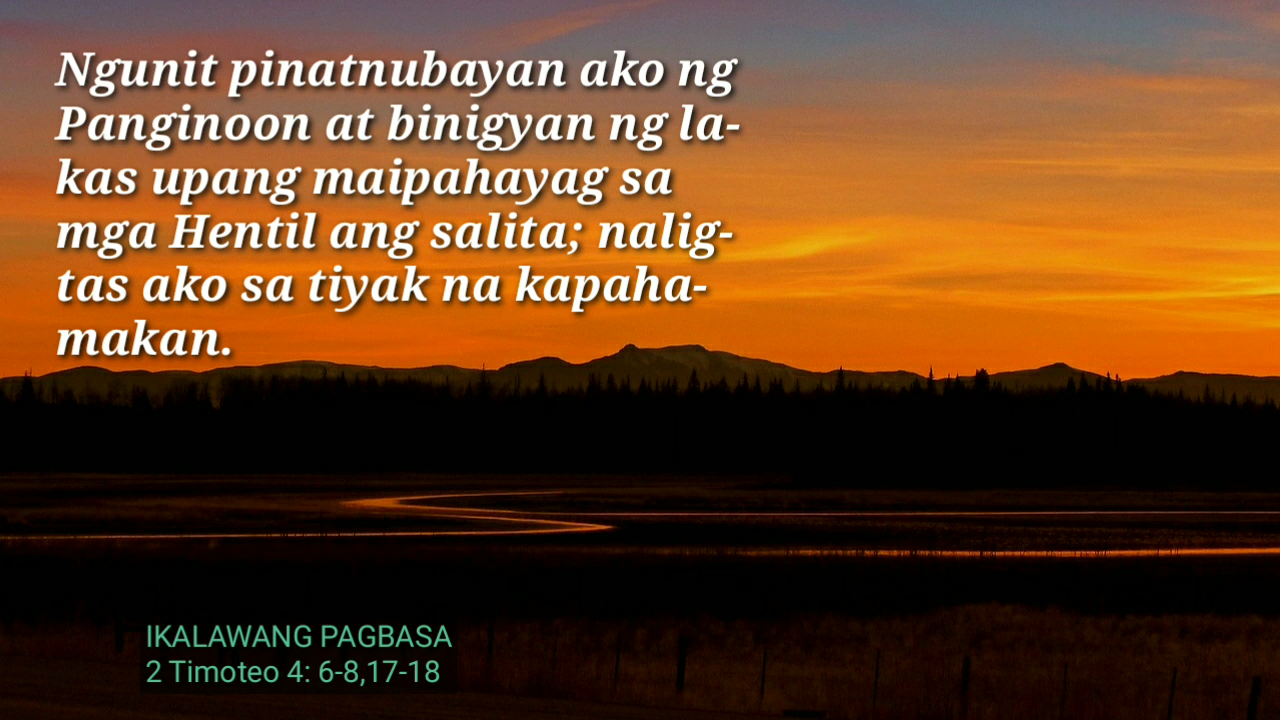 Ngunit pinatnubayan ako ng
Panginoon at binigyan ng la-
kas upang maipahayag sa
mga Hentil ang salita; nalig-
tas ako sa tiyak na kapaha-
makan.
IKALAWANG PAGBASA
2 Timoteo 4: 6-8,17-18